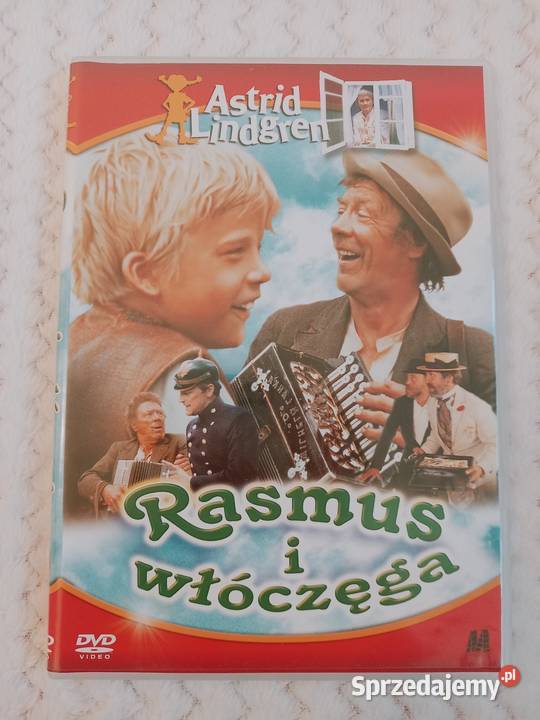 Astrid
Lindgren
Rasmus
i
włóczęga
DVD
VIDEO
M
Sprzedajemy.pl